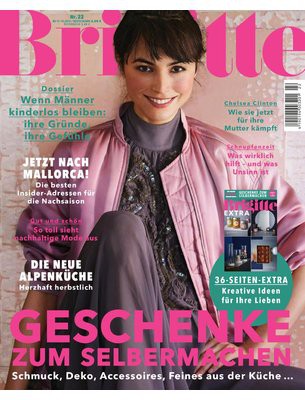 Nr. 22
Brigitte
Dossier
Wenn Männer
kinderlos bleiben:
Ihre Gründe,
ihre Gefühle
Chelsea Clinton
Wie sie jetzt
für ihre
Mutter kämpft
Schnupfenzeit
Was wirklich
hilft – und was
Unsinn ist
JETZT NACH
MALLORCA!
Die besten
Insider-Adressen für
die Nachsaison
Gut und schön
So toll sieht
nachhaltige Mode aus
DIE NEUE
ALPENKÜCHE
Herzhaft herbstlich
Brigitte
EXTRA
36-SEITEN-EXTRA
Kreative Ideen
für Ihre Lieben
GESCHENKE
ZUM SELBERMACHEN
Schmuck, Deko, Accessoires, Feines aus der Küche ...